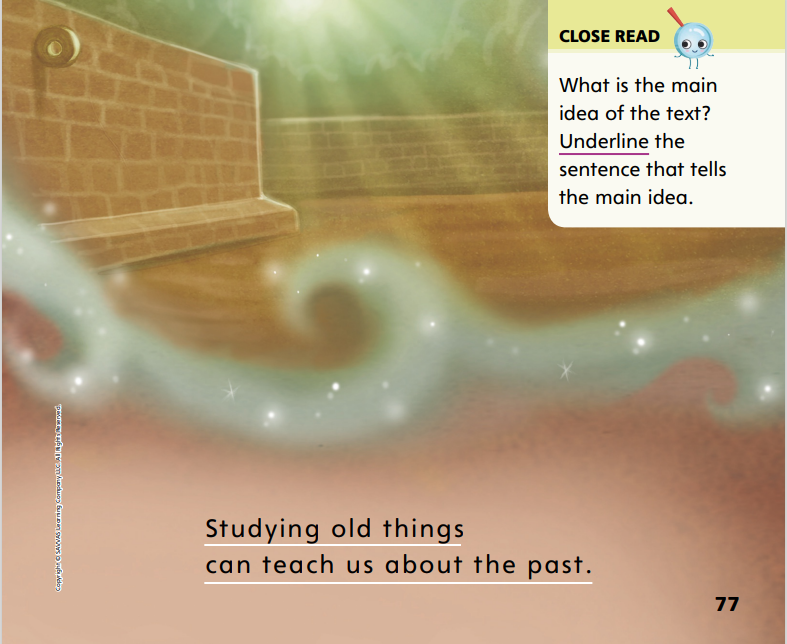 CLOSE READ
What is the main
idea of the text?
Underline the
sentence that tells
the main idea.
Copyright © SAVVAS Learning Company LLC. All Rights Reserved.
Studying old things
can teach us about the past.
77